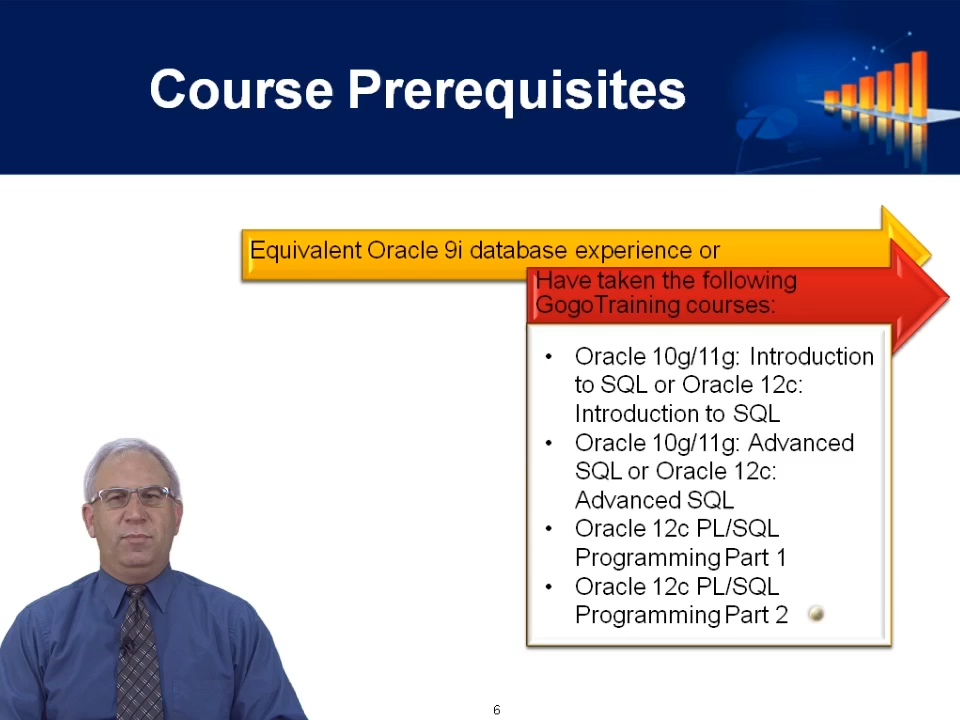 Course Prerequisites
Equivalent Oracle 9i database experience or
Have taken the following
GogoTraining courses:
• Oracle 10g/11g: Introduction
to SQL or Oracle 12c:
Introduction to SQL
• Oracle 10g/11g: Advanced
SQL or Oracle 12c:
Advanced SQL
• Oracle 12c PL/SQL
Programming Part 1
• Oracle 12c PL/SQL
Programming Part 2
6